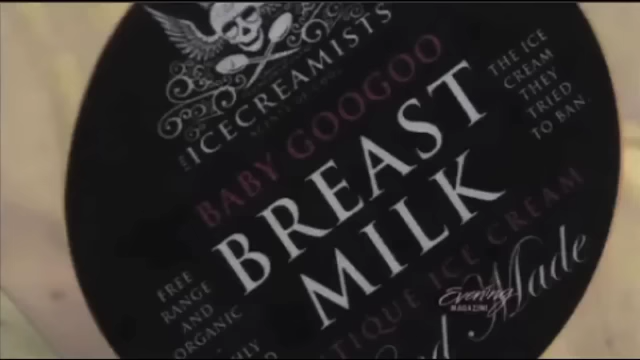 THE
ICECREAMISTS
BABY GOOGOO
BREAST
MILK
THE ICE
CREAM
THEY
TRIED
TO BAN.
FREE
RANGE
AND
ORGANIC
ICE CREAM
Made
Evening
MAGAZINE